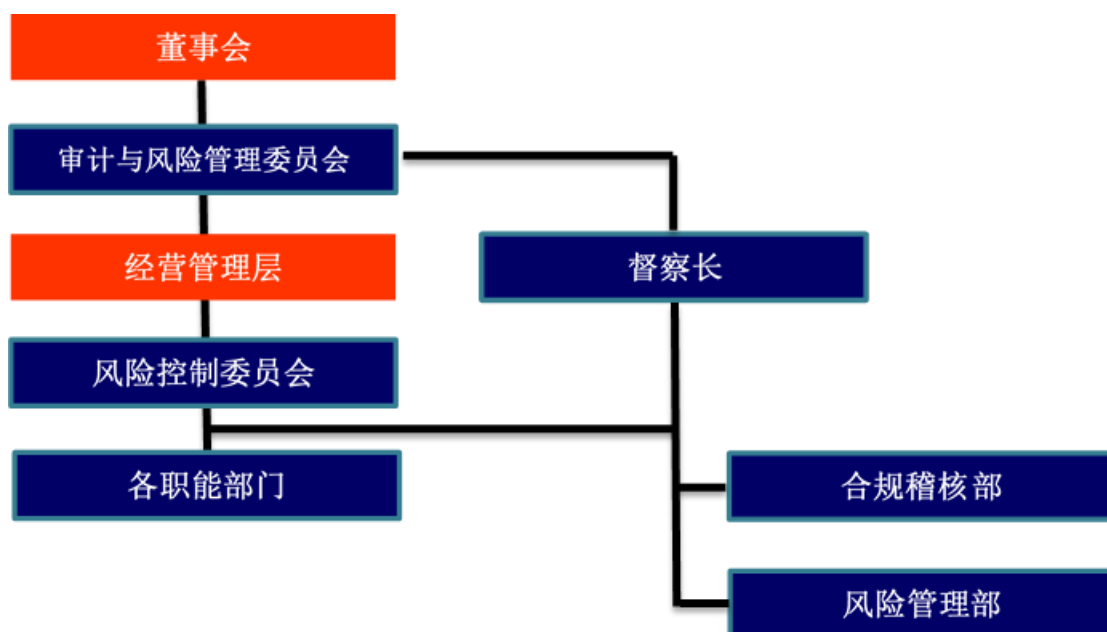 董事会
审计与风险管理委员会
经营管理层
督察长
风险控制委员会
各职能部门
合规稽核部
风险管理部